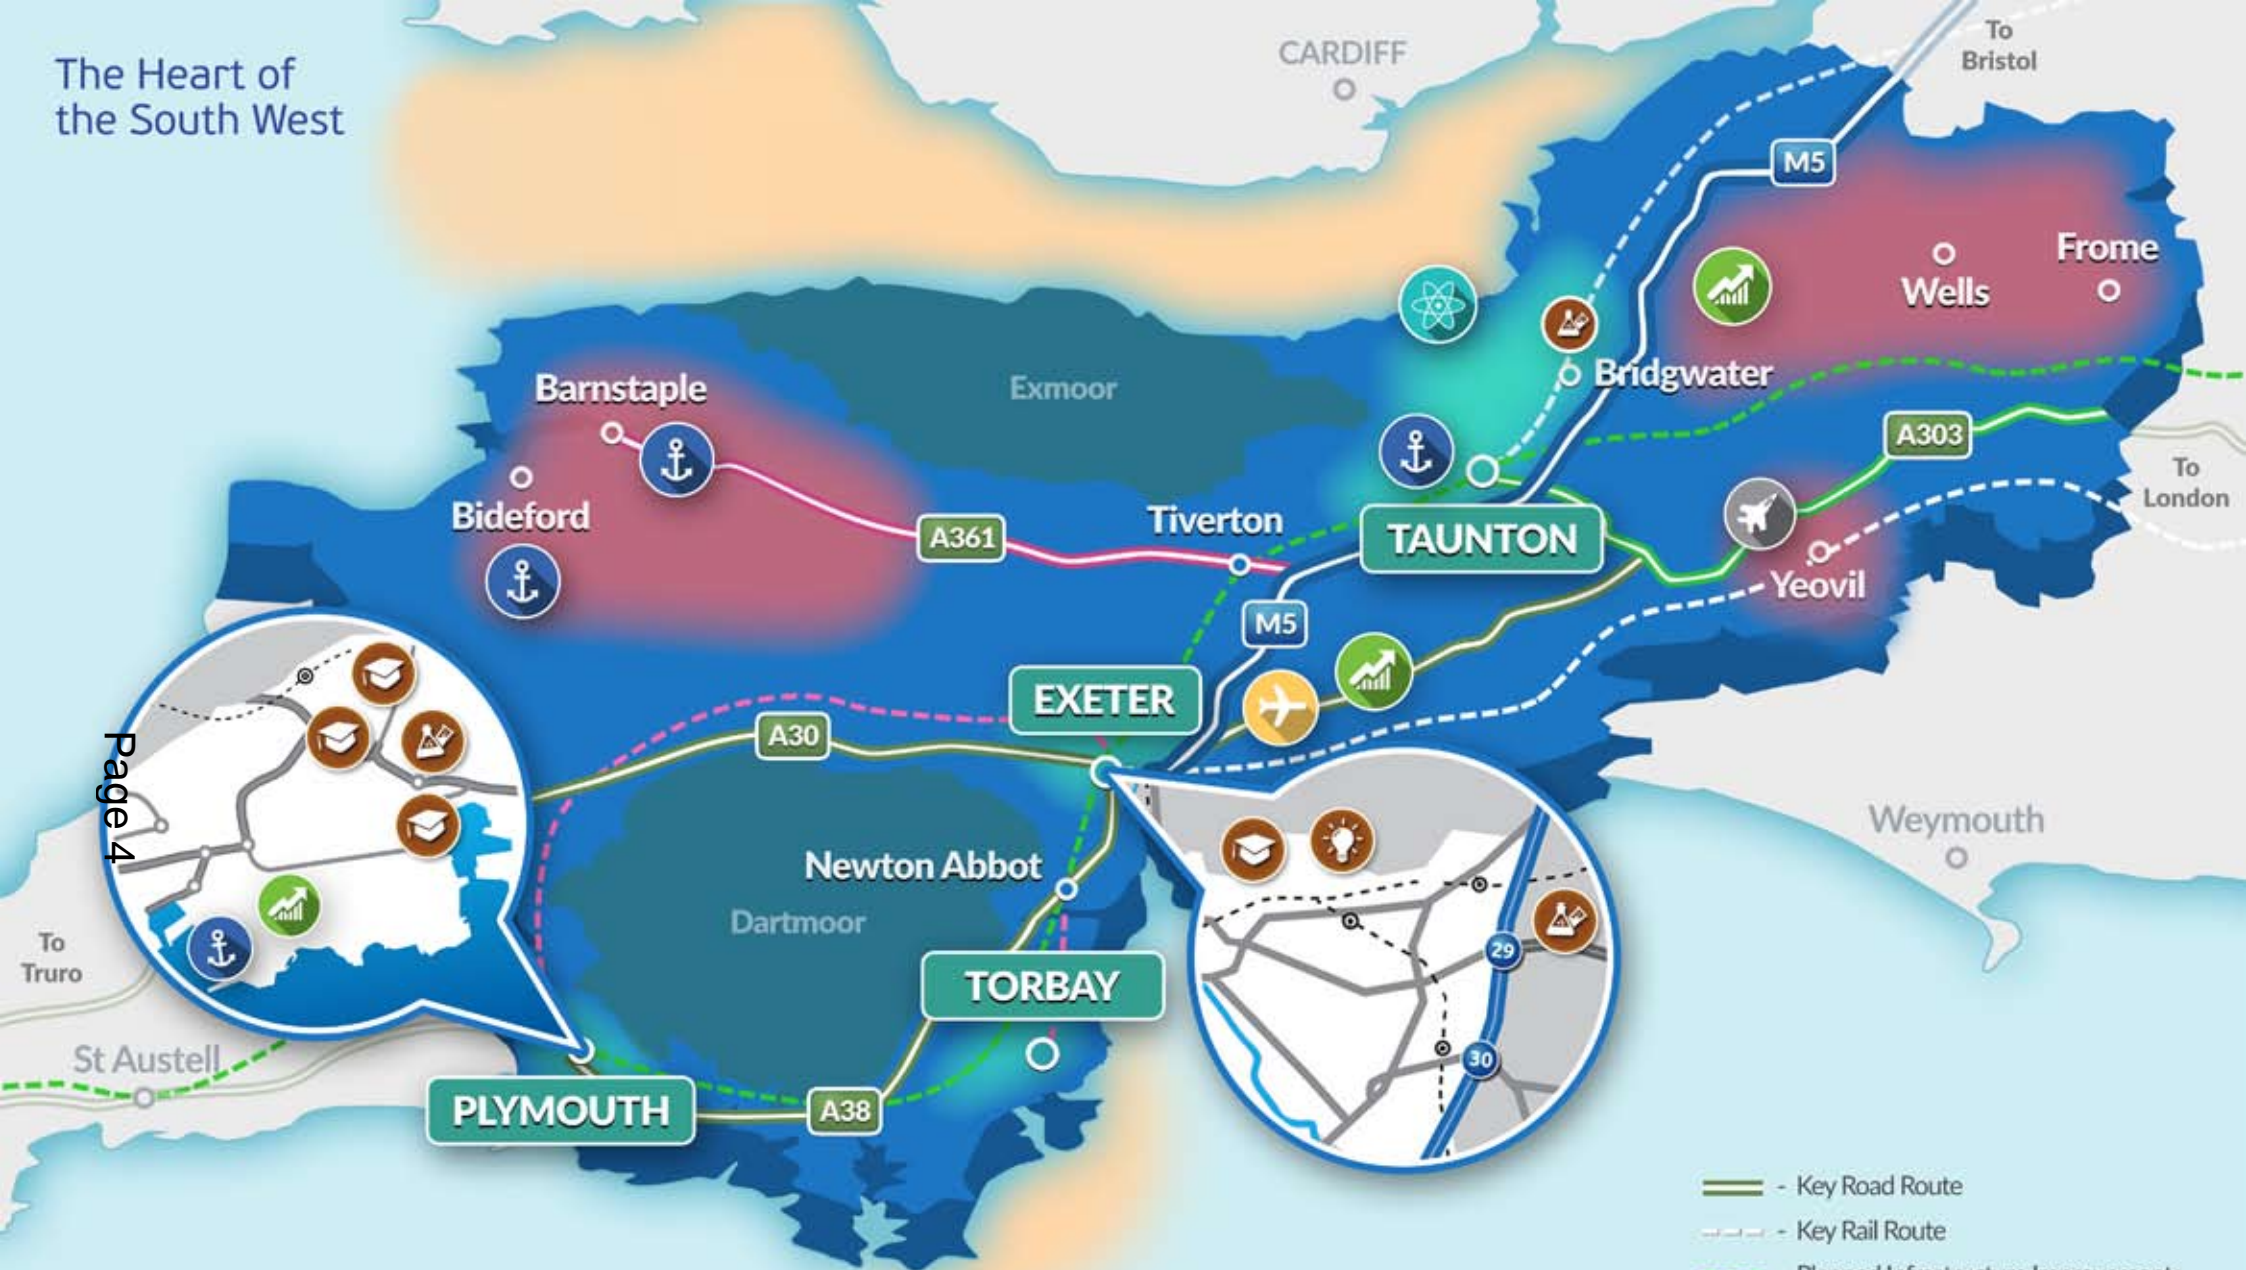 The Heart of
the South West
CARDIFF
To
Bristol
M5
Frome
Wells
Bridgwater
Barnstaple
Exmoor
A303
To
London
Bideford
Tiverton
A361
TAUNTON
Yeovil
M5
EXETER
A30
Page 4
Weymouth
Newton Abbot
Dartmoor
To
Truro
29
TORBAY
30
St Austell
PLYMOUTH
A38
- Key Road Route
- Key Rail Route